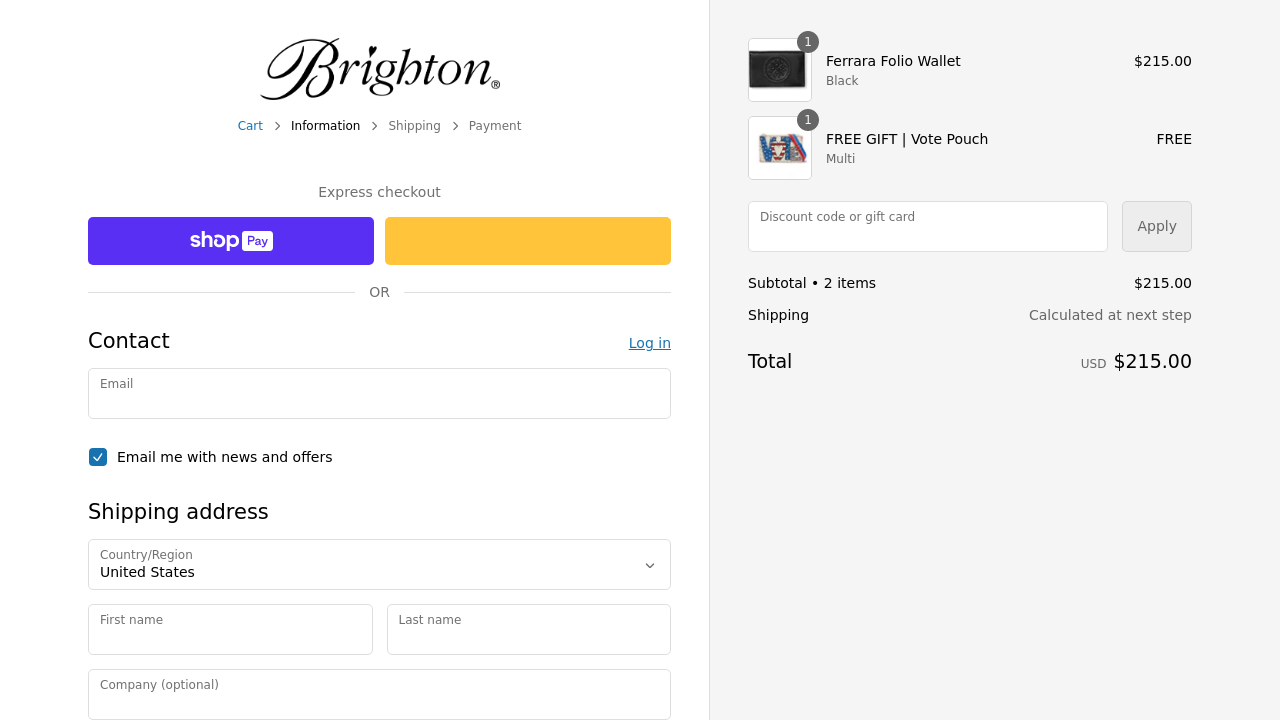 Brighton®
Cart > Information > Shipping > Payment
Express checkout
shop Pay
OR
Contact
Log in
Email
Email me with news and offers
Shipping address
Country/Region
United States
First name
Last name
Company (optional)
1
Ferrara Folio Wallet
$215.00
Black
1
FREE GIFT | Vote Pouch
FREE
Multi
Discount code or gift card
Apply
Subtotal • 2 items
$215.00
Shipping
Calculated at next step
Total
USD $215.00